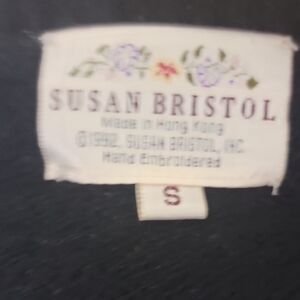 SUSAN BRISTOL
Made in Hong Kong
©1992, SUSAN BRISTOL, INC.
Hand Embroidered
S